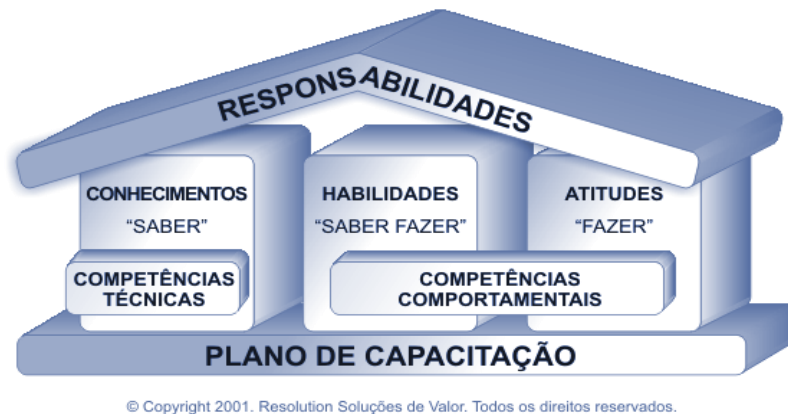 RESPONSABILIDADES
CONHECIMENTOS
“SABER”
HABILIDADES
“SABER FAZER”
ATITUDES
“FAZER”
COMPETÊNCIAS
TÉCNICAS
COMPETÊNCIAS
COMPORTAMENTAIS
PLANO DE CAPACITAÇÃO
© Copyright 2001. Resolution Soluções de Valor. Todos os direitos reservados.